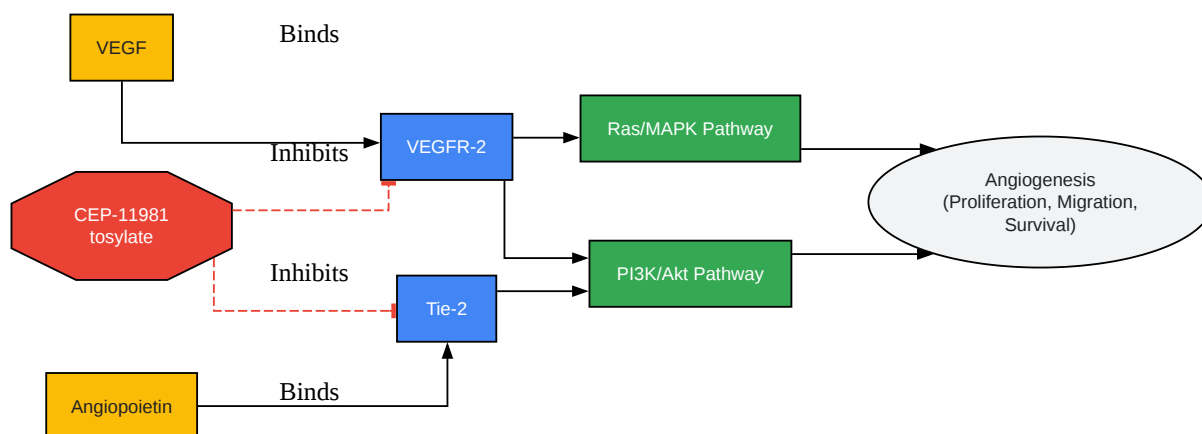 VEGF
Binds
Inhibits
VEGFR-2
Ras/MAPK Pathway
CEP-11981
tosylate
Angiogenesis
(Proliferation, Migration,
Survival)
Inhibits
Tie-2
PI3K/Akt Pathway
Angiopoietin
Binds